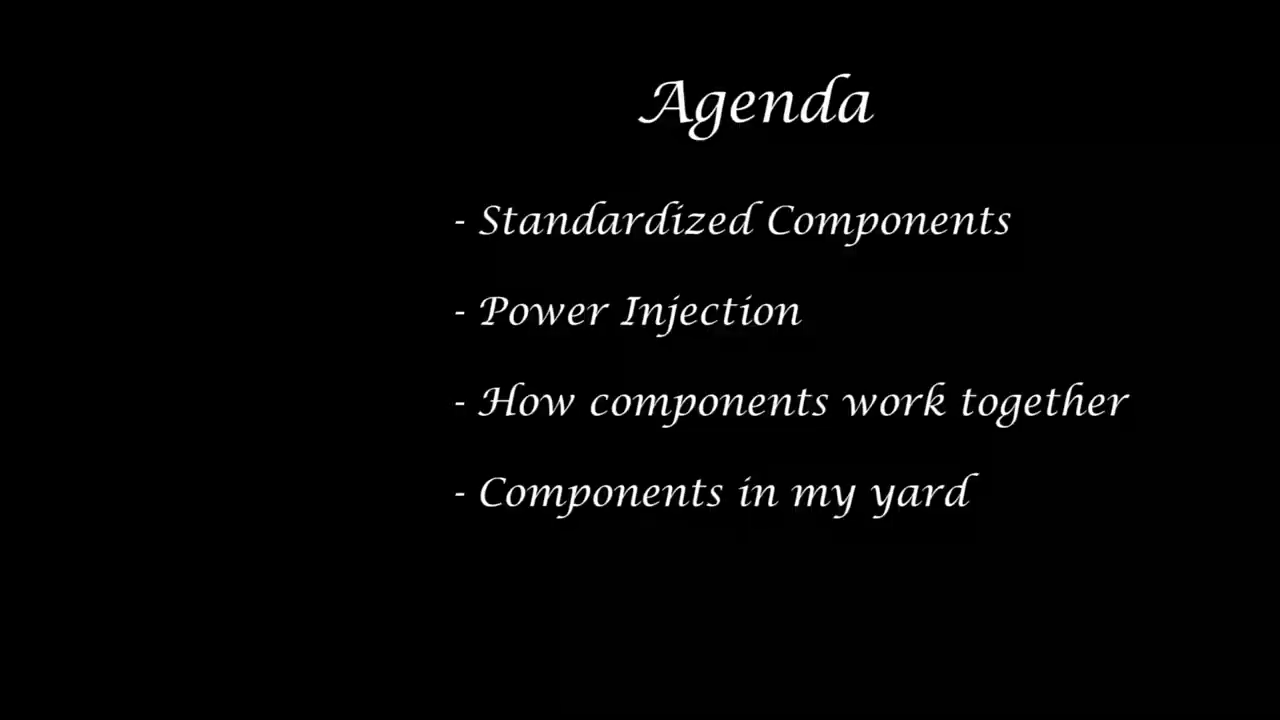 Agenda
- Standardized Components
- Power Injection
- How components work together
- Components in my yard